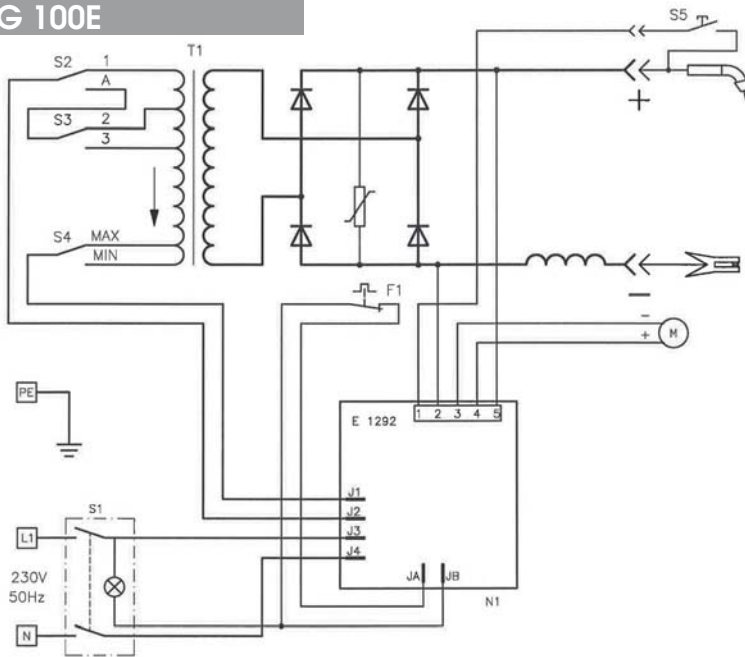 G 100E
S5
T1
S2
1
A
S3
2
3
+
S4
MAX
MIN
F1
−
−
+
M
PE
E 1292
1 2 3 4 5
S1
J1
J2
L1
J3
J4
230V
50Hz
JA
JB
N1
N